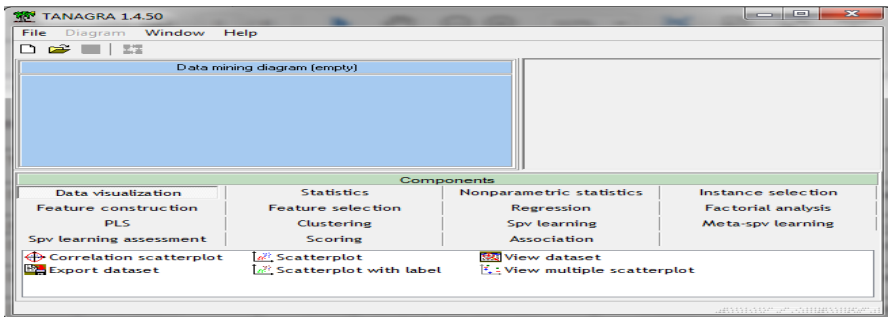 TANAGRA 1.4.50
File Diagram Window Help
Data mining diagram (empty)
Components
Data visualization Statistics Nonparametric statistics Instance selection
Feature construction Feature selection Regression Factorial analysis
PLS Clustering Spv learning Meta-spv learning
Spv learning assessment Scoring Association
Correlation scatterplot Scatterplot View dataset
Export dataset Scatterplot with label View multiple scatterplot